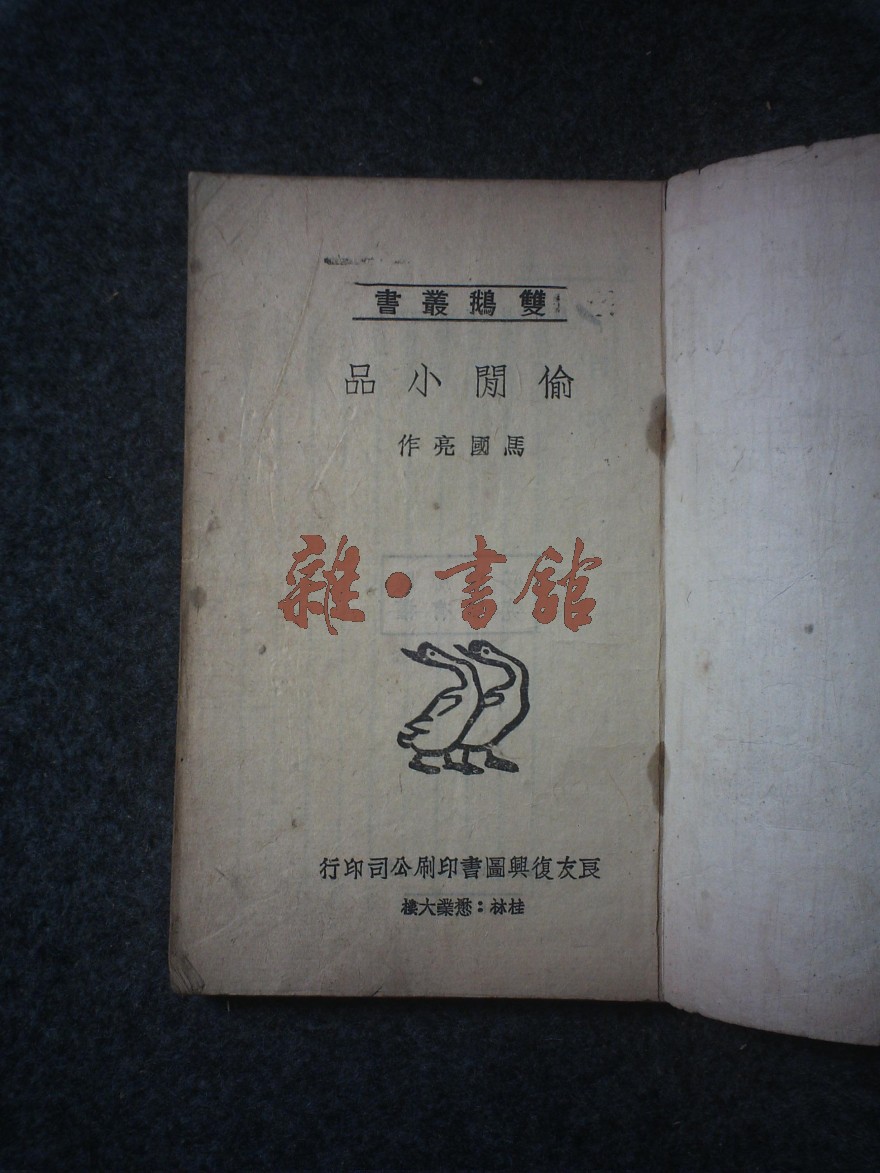 雙鵝叢書
偷閒小品
馬國亮作
雜·書館
良友復興圖書印刷公司印行
桂林：懋業大樓